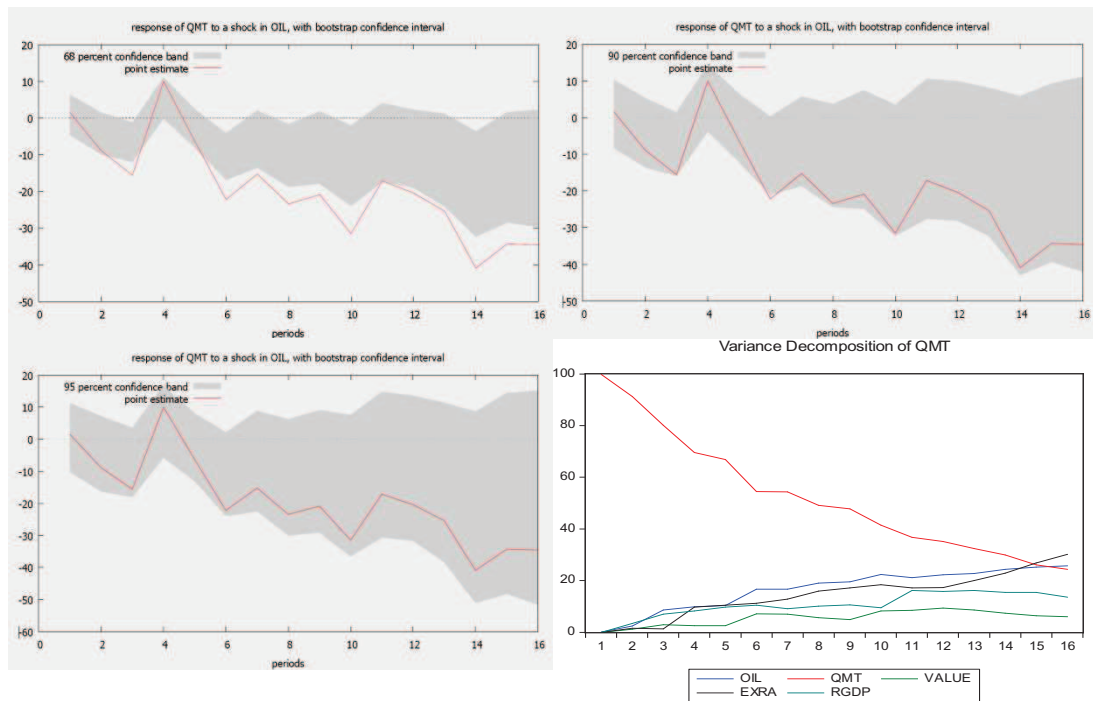 response of QMT to a shock in OIL, with bootstrap confidence interval
20
10
0
-10
-20
-30
-40
-50
68 percent confidence band
point estimate
0 2 4 6 8 10 12 14 16
periods
response of QMT to a shock in OIL, with bootstrap confidence interval
20
10
0
-10
-20
-30
-40
-50
90 percent confidence band
point estimate
0 2 4 6 8 10 12 14 16
periods
response of QMT to a shock in OIL, with bootstrap confidence interval
20
10
0
-10
-20
-30
-40
-50
-60
95 percent confidence band
point estimate
0 2 4 6 8 10 12 14 16
periods
Variance Decomposition of QMT
100
80
60
40
20
0
1 2 3 4 5 6 7 8 9 10 11 12 13 14 15 16
OIL QMT VALUE
EXRA RGDP